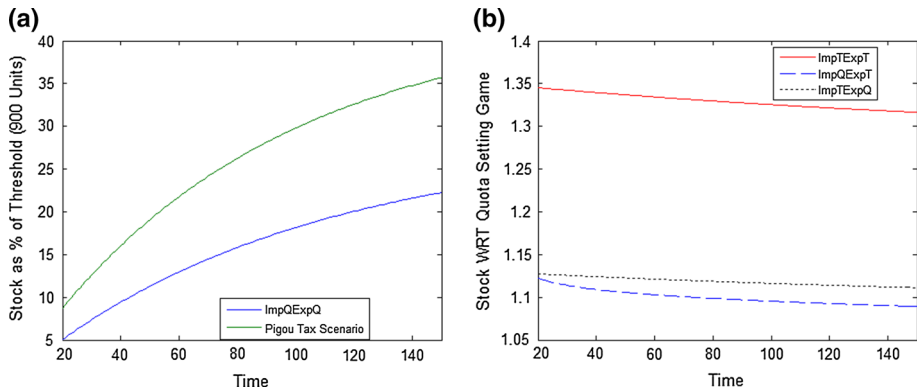 (a)
Stock as % of Threshold (900 Units)
40
35
30
25
20
15
10
5
20 40 60 80 100 120 140
Time
ImpQExpQ
Pigou Tax Scenario
(b)
Stock WRT Quota Setting Game
1.4
1.35
1.3
1.25
1.2
1.15
1.1
1.05
20 40 60 80 100 120 140
Time
ImpTExpT
ImpQExpT
ImpTExpQ